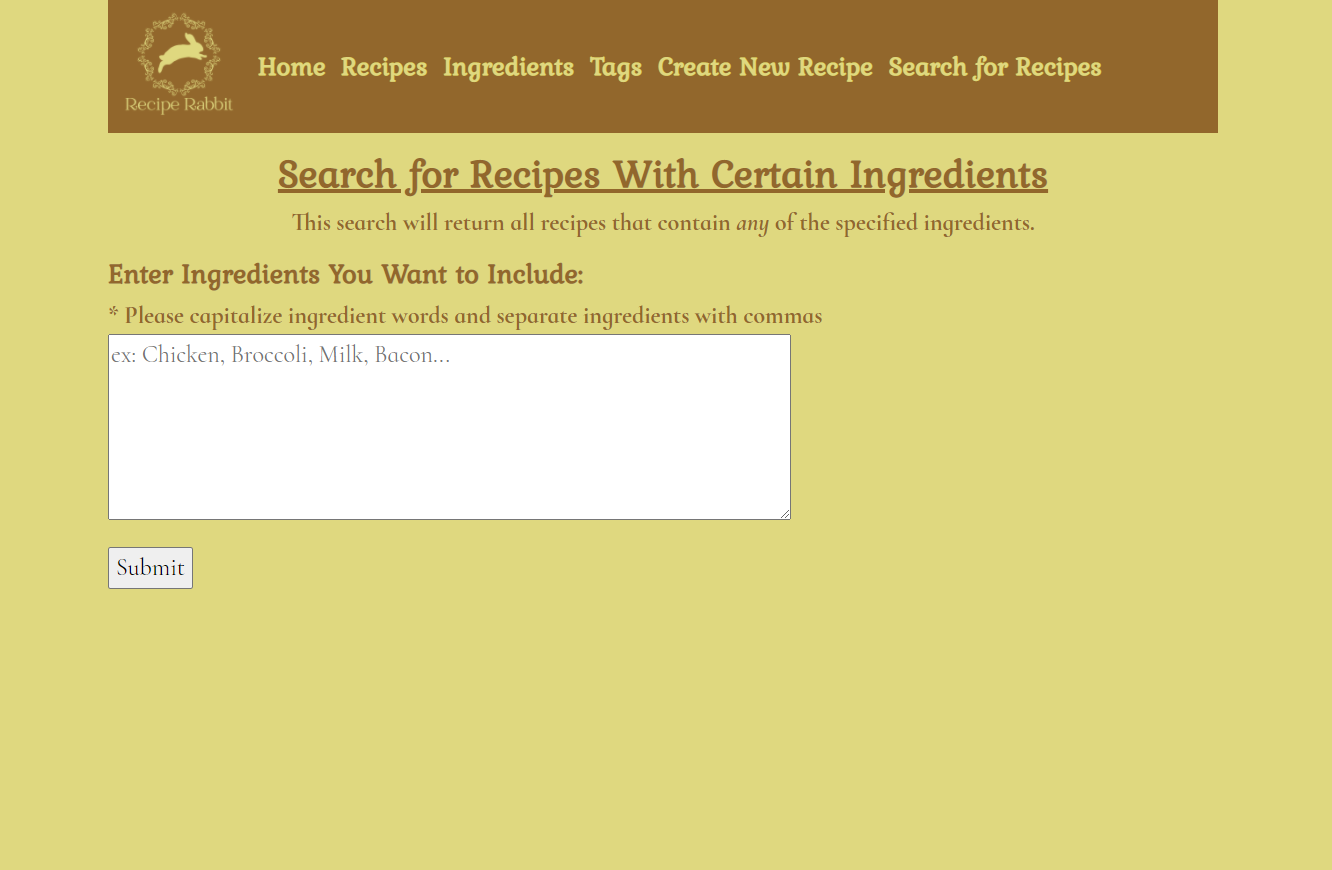 Recipe Rabbit
Home Recipes Ingredients Tags Create New Recipe Search for Recipes
Search for Recipes With Certain Ingredients
This search will return all recipes that contain any of the specified ingredients.
Enter Ingredients You Want to Include:
* Please capitalize ingredient words and separate ingredients with commas
ex: Chicken, Broccoli, Milk, Bacon...
Submit